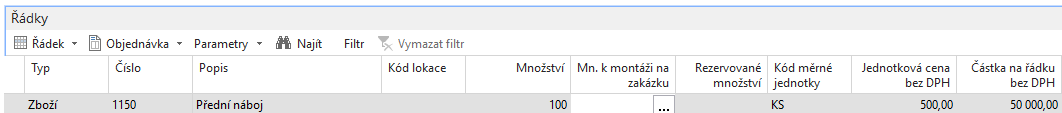 Řádky
Řádek Objednávka Parametry Najít Filtr Vymazat filtr
Typ Číslo Popis Kód lokace Množství Mn. k montáži na zakázku Rezervované množství Kód měrné jednotky Jednotková cena bez DPH Částka na řádku bez DPH
Zboží 1150 Přední náboj 100 ... KS 500,00 50 000,00